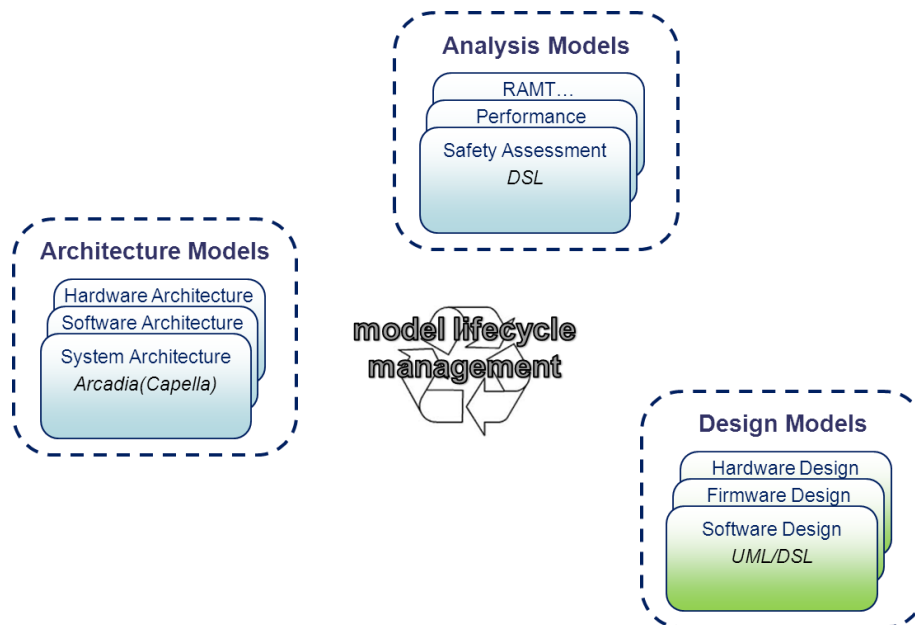 Analysis Models
RAMT…
Performance
Safety Assessment
DSL
Architecture Models
Hardware Architecture
Software Architecture
System Architecture
Arcadia(Capella)
model lifecycle
management
Design Models
Hardware Design
Firmware Design
Software Design
UML/DSL